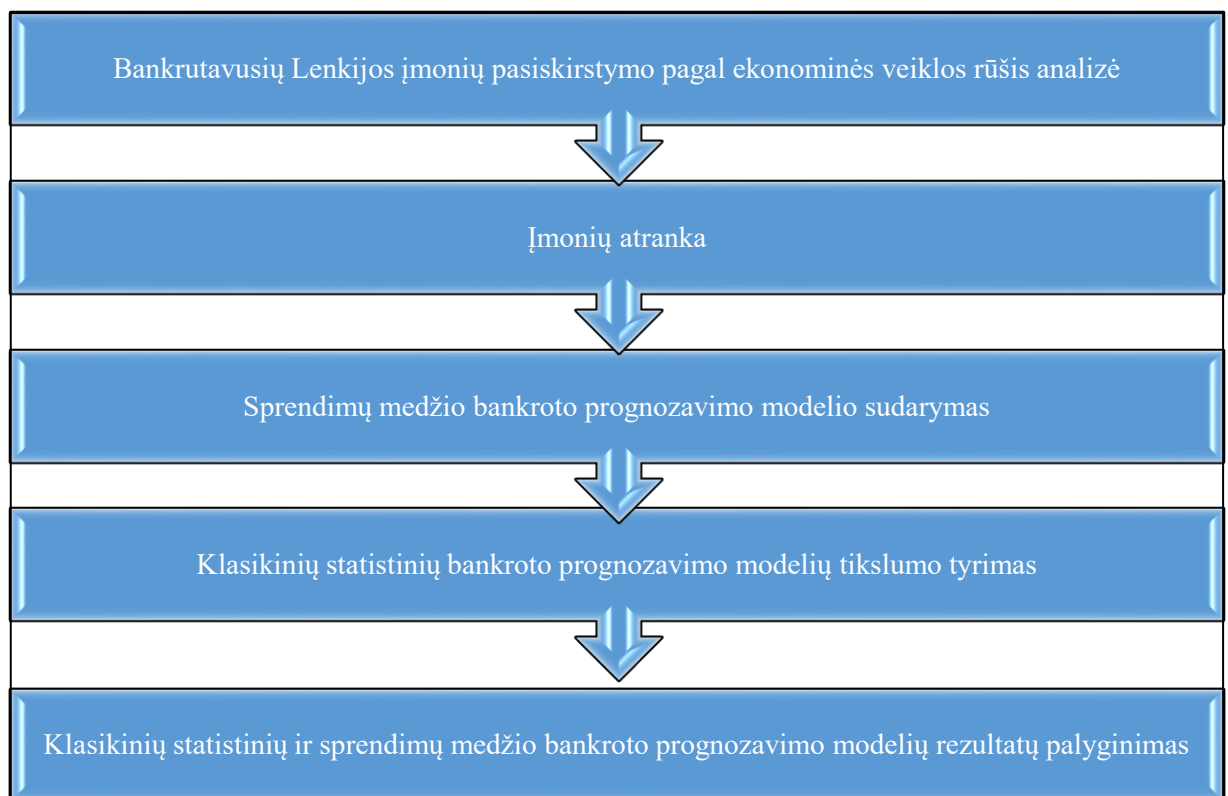 Bankrutavusių Lenkijos įmonių pasiskirstymo pagal ekonominės veiklos rūšis analizė
Įmonių atranka
Sprendimų medžio bankroto prognozavimo modelio sudarymas
Klasikinių statistinių bankroto prognozavimo modelių tikslumo tyrimas
Klasikinių statistinių ir sprendimų medžio bankroto prognozavimo modelių rezultatų palyginimas